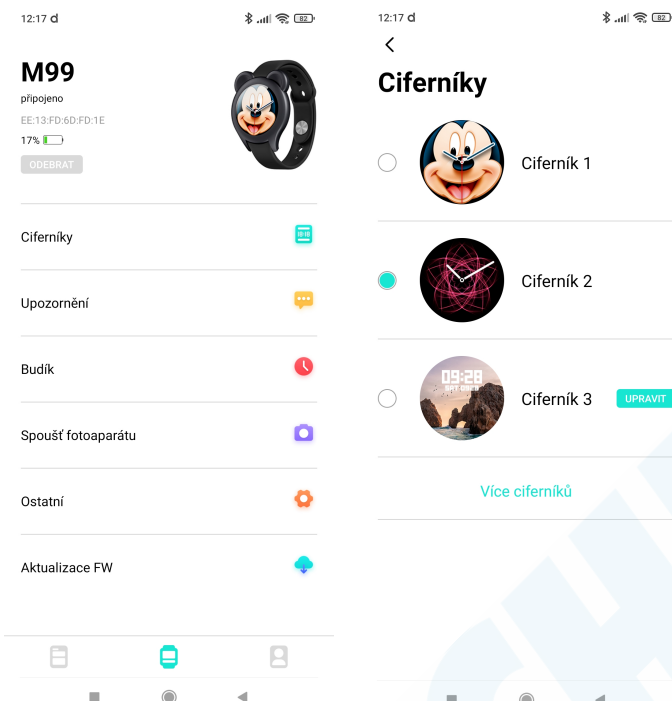 12:17
82
M99
připojeno
EE:13:FD:6D:FD:1E
17%
ODEBRAT
Ciferníky
Upozornění
Budík
Spoušť fotoaparátu
Ostatní
Aktualizace FW
12:17
82
Ciferníky
Ciferník 1
Ciferník 2
09:28
Ciferník 3
UPRAVIT
Více ciferníků